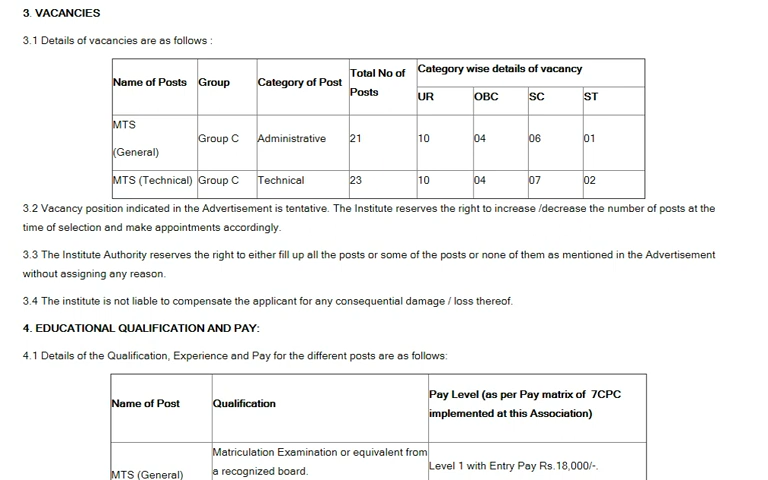 3. VACANCIES
3.1 Details of vacancies are as follows :
Name of Posts Group Category of Post Total No of Posts Category wise details of vacancy
UR OBC SC ST
MTS (General) Group C Administrative 21 10 04 06 01
MTS (Technical) Group C Technical 23 10 04 07 02
3.2 Vacancy position indicated in the Advertisement is tentative. The Institute reserves the right to increase /decrease the number of posts at the
time of selection and make appointments accordingly.
3.3 The Institute Authority reserves the right to either fill up all the posts or some of the posts or none of them as mentioned in the Advertisement
without assigning any reason.
3.4 The institute is not liable to compensate the applicant for any consequential damage / loss thereof.
4. EDUCATIONAL QUALIFICATION AND PAY:
4.1 Details of the Qualification, Experience and Pay for the different posts are as follows:
Name of Post Qualification Pay Level (as per Pay matrix of 7CPC
implemented at this Association)
MTS (General) Matriculation Examination or equivalent from
a recognized board. Level 1 with Entry Pay Rs.18,000/-.